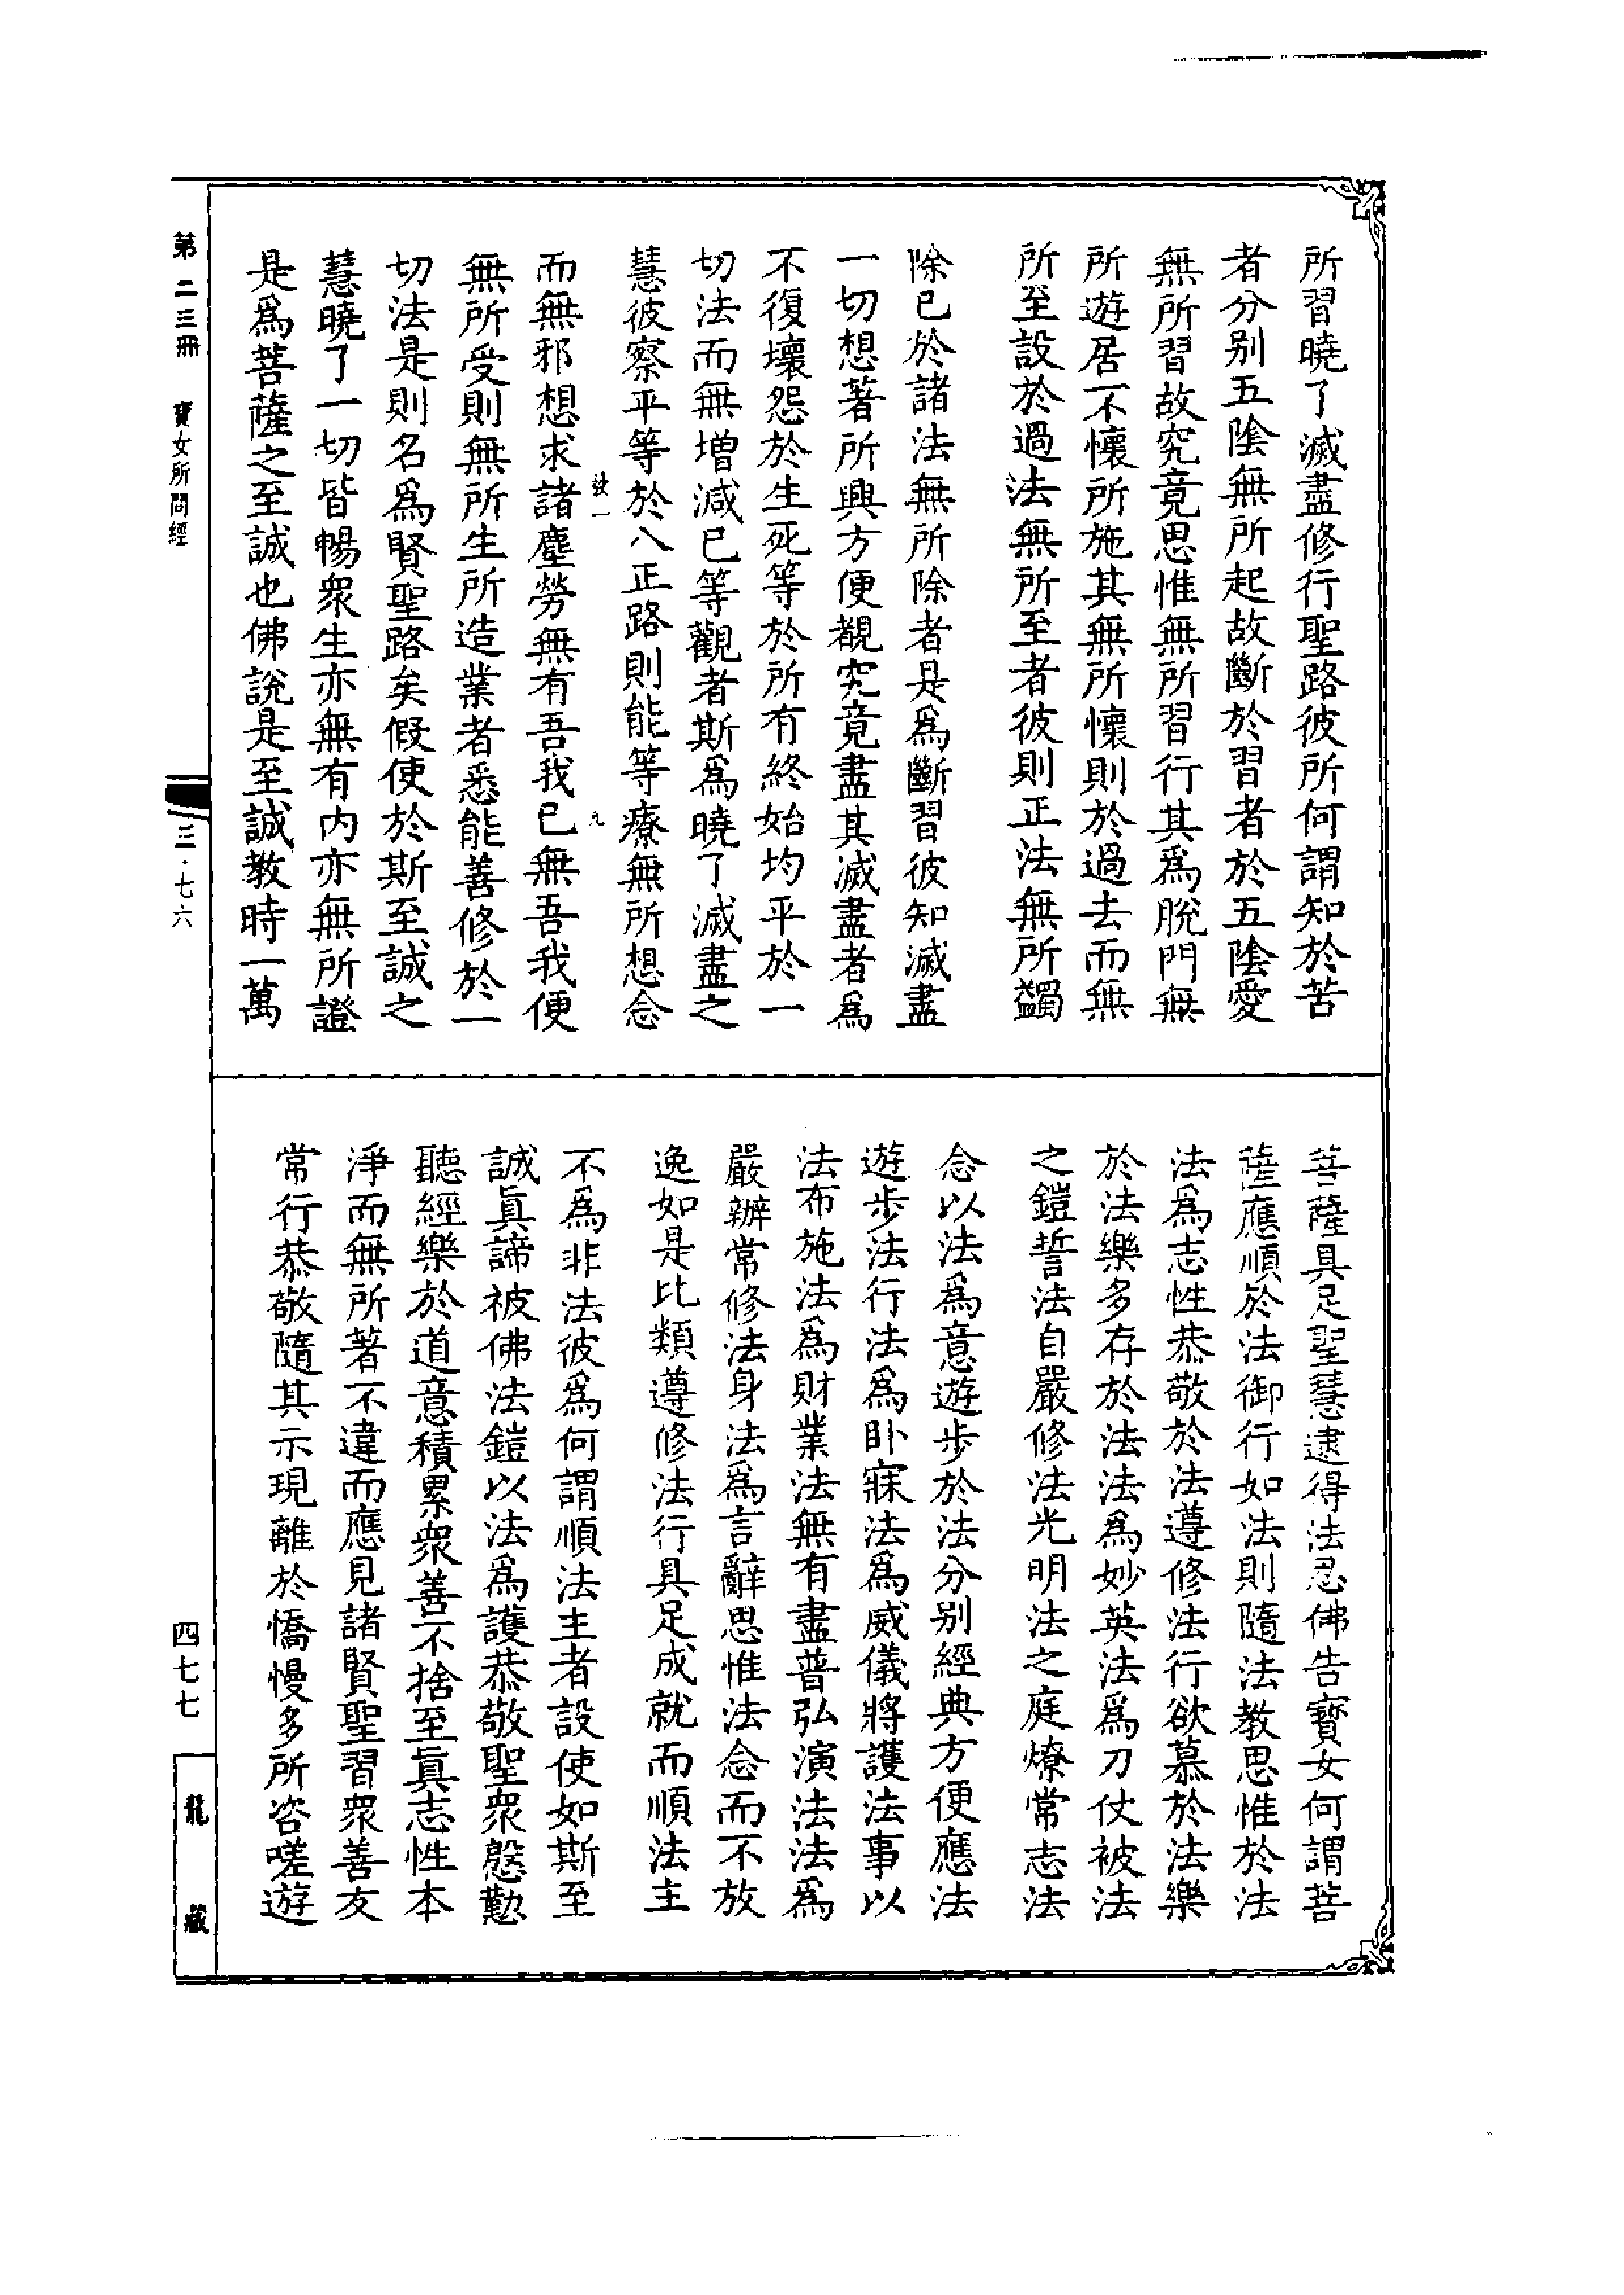 所習曉了滅盡修行聖路彼所何謂知於苦
者分别五陰無所起故斷於習者於五陰愛
無所習故究竟思惟無所習行其爲脫門無
所遊居不懷所施其無所懷則於過去而無
所至設於過法無所至者彼則正法無所蠲
除已於諸法無所除者是爲斷習彼知滅盡
一切想著所興方便覩究竟盡其滅盡者爲
不復壞怨於生死等於所有終始均平於一
切法而無增減已等觀者斯爲曉了滅盡之
慧彼察平等於八正路則能等療無所想念
而無邪想求諸塵勞無有吾我已無吾我便
無所受則無所生所造業者悉能善修於一
切法是則名爲賢聖路矣假使於斯至誠之
慧曉了一切皆暢衆生亦無有内亦無所證
是爲菩薩之至誠也佛說是至誠教時一萬
菩薩具足聖慧逮得法忍佛告寳女何謂菩
薩應順於法御行如法則隨法教思惟於法
法爲志性恭敬於法遵修法行欲慕於法樂
於法樂多存於法法爲妙英法爲刀仗被法
之鎧誓法自嚴修法光明法之庭燎常志法
念以法爲意遊步於法分别經典方便應法
遊步法行法爲卧寐法爲威儀將護法事以
法布施法爲財業法無有盡普弘演法法爲
嚴辦常修法身法爲言辭思惟法念而不放
逸如是比類遵修法行具足成就而順法主
不爲非法彼爲何謂順法主者設使如斯至
誠眞諦被佛法鎧以法爲護恭敬聖衆慇懃
聽經樂於道意積累衆善不捨至眞志性本
淨而無所著不違而應見諸賢聖習衆善友
常行恭敬隨其示現離於憍慢多所咨嗟遊
第二三冊　寶女所問經
三·七六
四七七
龍藏